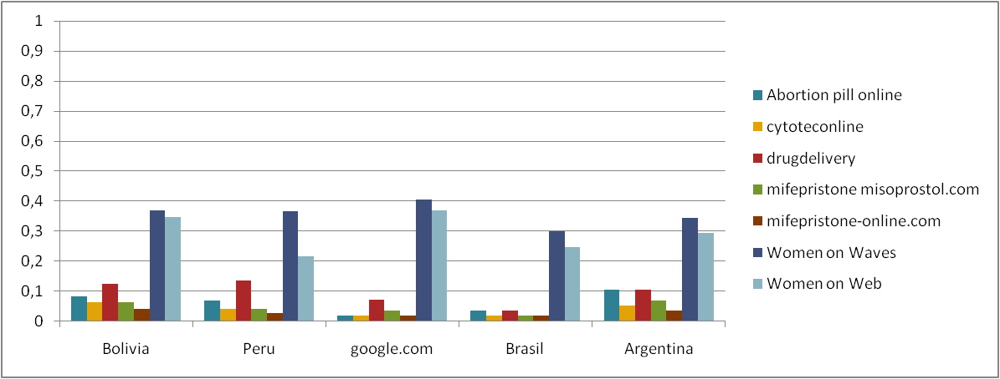 1
0,9
0,8
0,7
0,6
0,5
0,4
0,3
0,2
0,1
0
Bolivia Peru google.com Brasil Argentina
Abortion pill online
cytoteconline
drugdelivery
mifepristone misoprostol.com
mifepristone-online.com
Women on Waves
Women on Web